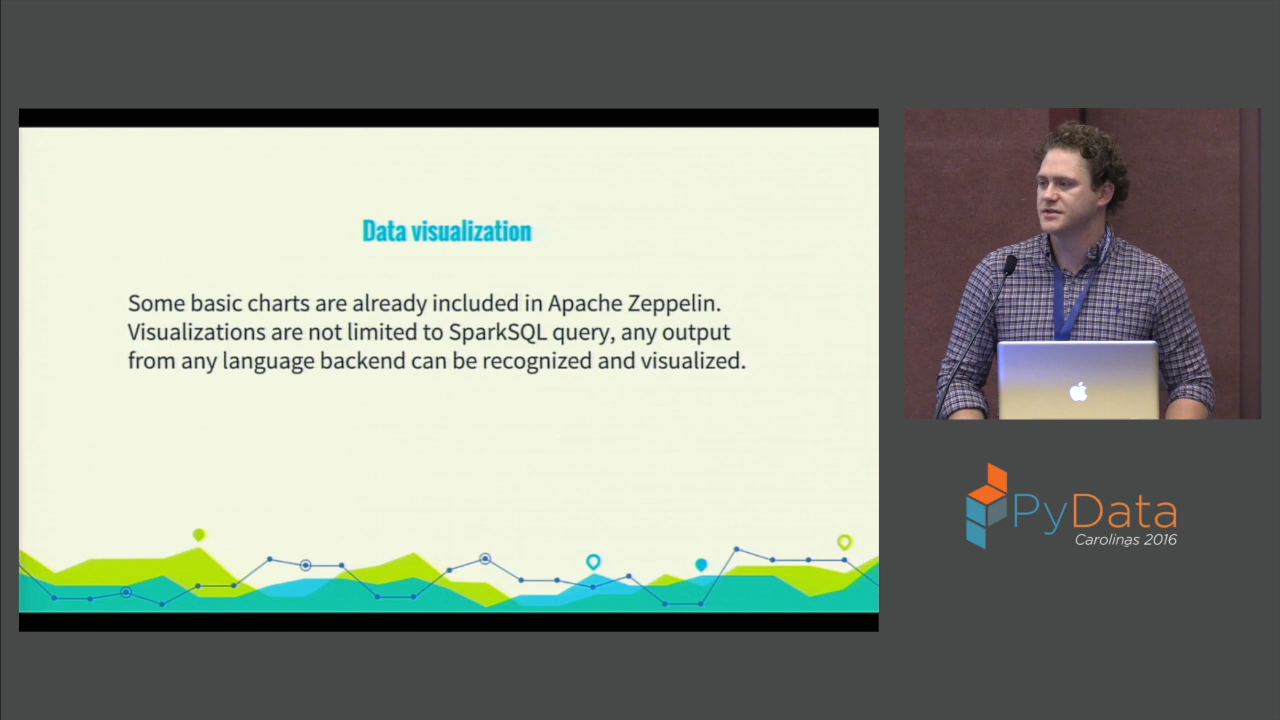 Data visualization
Some basic charts are already included in Apache Zeppelin.
Visualizations are not limited to SparkSQL query, any output
from any language backend can be recognized and visualized.
PyData
Carolinas 2016